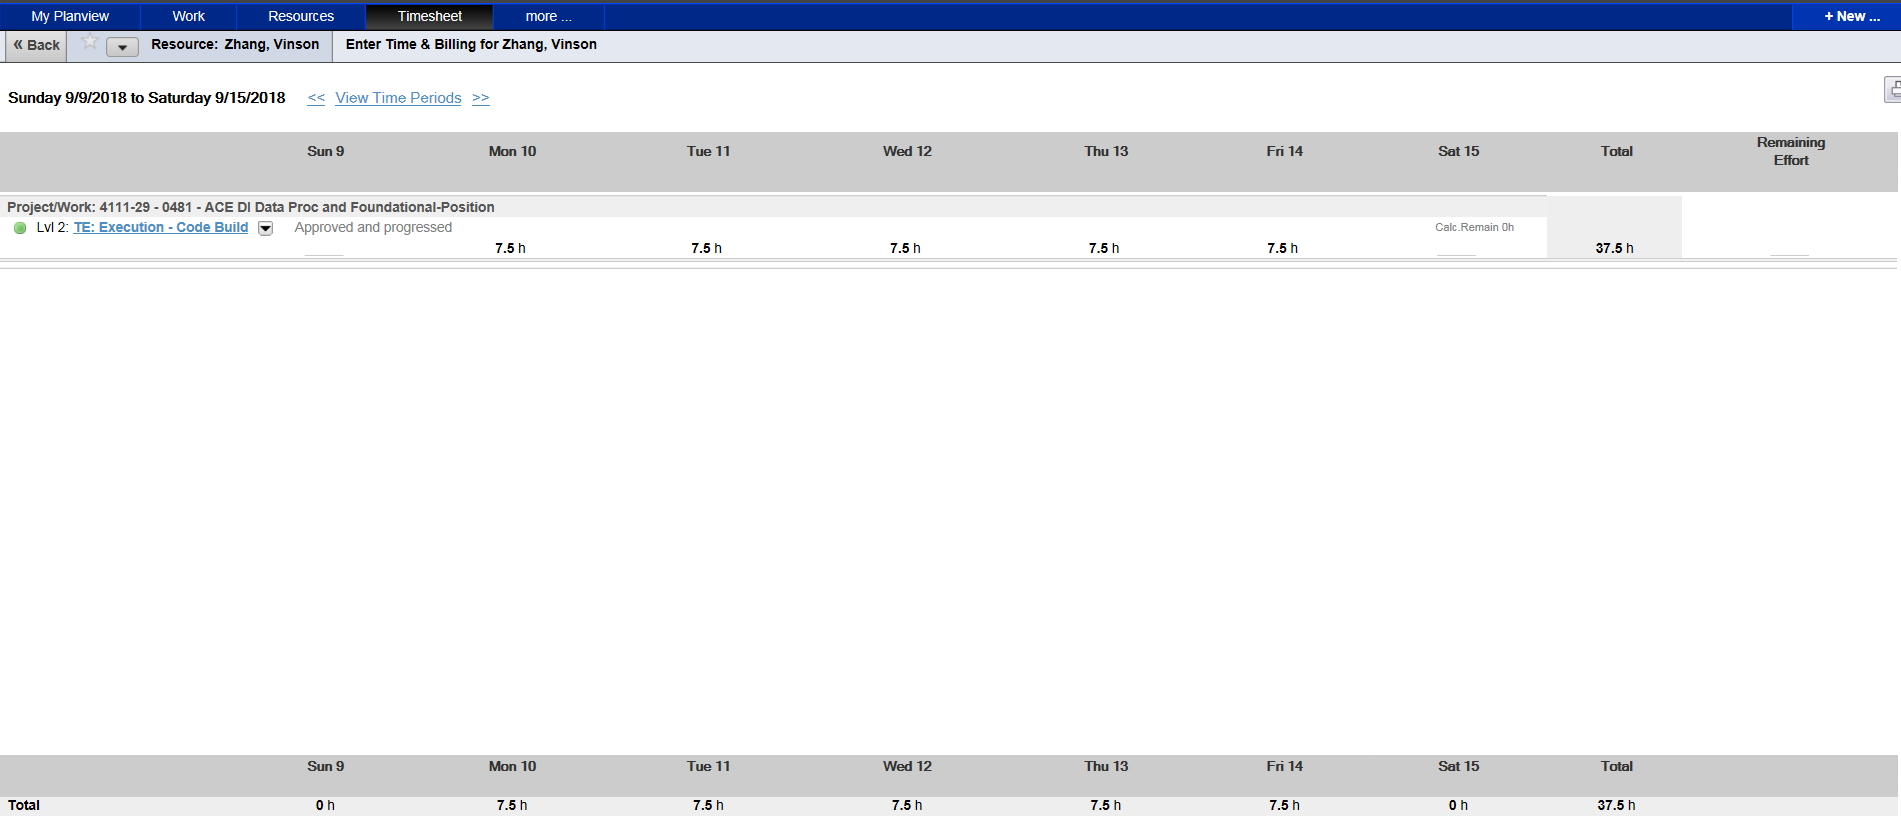 My Planview Work Resources Timesheet more ... + New ...
« Back Resource: Zhang, Vinson Enter Time & Billing for Zhang, Vinson
Sunday 9/9/2018 to Saturday 9/15/2018 << View Time Periods >>
Sun 9 Mon 10 Tue 11 Wed 12 Thu 13 Fri 14 Sat 15 Total Remaining Effort
Project/Work: 4111-29 - 0481 - ACE DI Data Proc and Foundational-Position
Lvl 2: TE: Execution - Code Build Approved and progressed Calc.Remain 0h
7.5 h 7.5 h 7.5 h 7.5 h 7.5 h 37.5 h
Sun 9 Mon 10 Tue 11 Wed 12 Thu 13 Fri 14 Sat 15 Total
Total 0 h 7.5 h 7.5 h 7.5 h 7.5 h 7.5 h 0 h 37.5 h